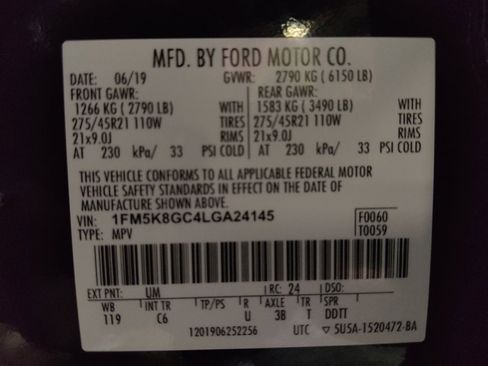 MFD. BY FORD MOTOR CO.
DATE: 06/19 GVWR: 2790 KG ( 6150 LB)
FRONT GAWR: REAR GAWR:
1266 KG ( 2790 LB) WITH 1583 KG ( 3490 LB) WITH
275/45R21 110W TIRES 275/45R21 110W TIRES
21x9.0J RIMS 21x9.0J RIMS
AT 230 kPa/ 33 PSI COLD AT 230 kPa/ 33 PSI COLD
THIS VEHICLE CONFORMS TO ALL APPLICABLE FEDERAL MOTOR
VEHICLE SAFETY STANDARDS IN EFFECT ON THE DATE OF
MANUFACTURE SHOWN ABOVE.
VIN: 1FM5K8GC4LGA24145 F0060
TYPE: MPV T0059
EXT PNT: UM RC: 24 DSO:
WB INT TR TP/PS R AXLE TR SPR
119 C6 U 3B T DDTT
1201906252256 UTC ▽ 5U5A-1520472-BA